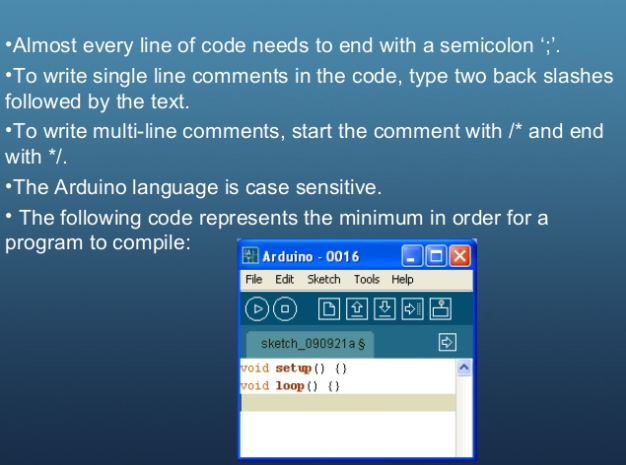 •Almost every line of code needs to end with a semicolon ‘;’.
•To write single line comments in the code, type two back slashes
followed by the text.
•To write multi-line comments, start the comment with /* and end
with */.
•The Arduino language is case sensitive.
• The following code represents the minimum in order for a
program to compile:
Arduino - 0016
File Edit Sketch Tools Help
sketch_090921a §
void setup() {}
void loop() {}